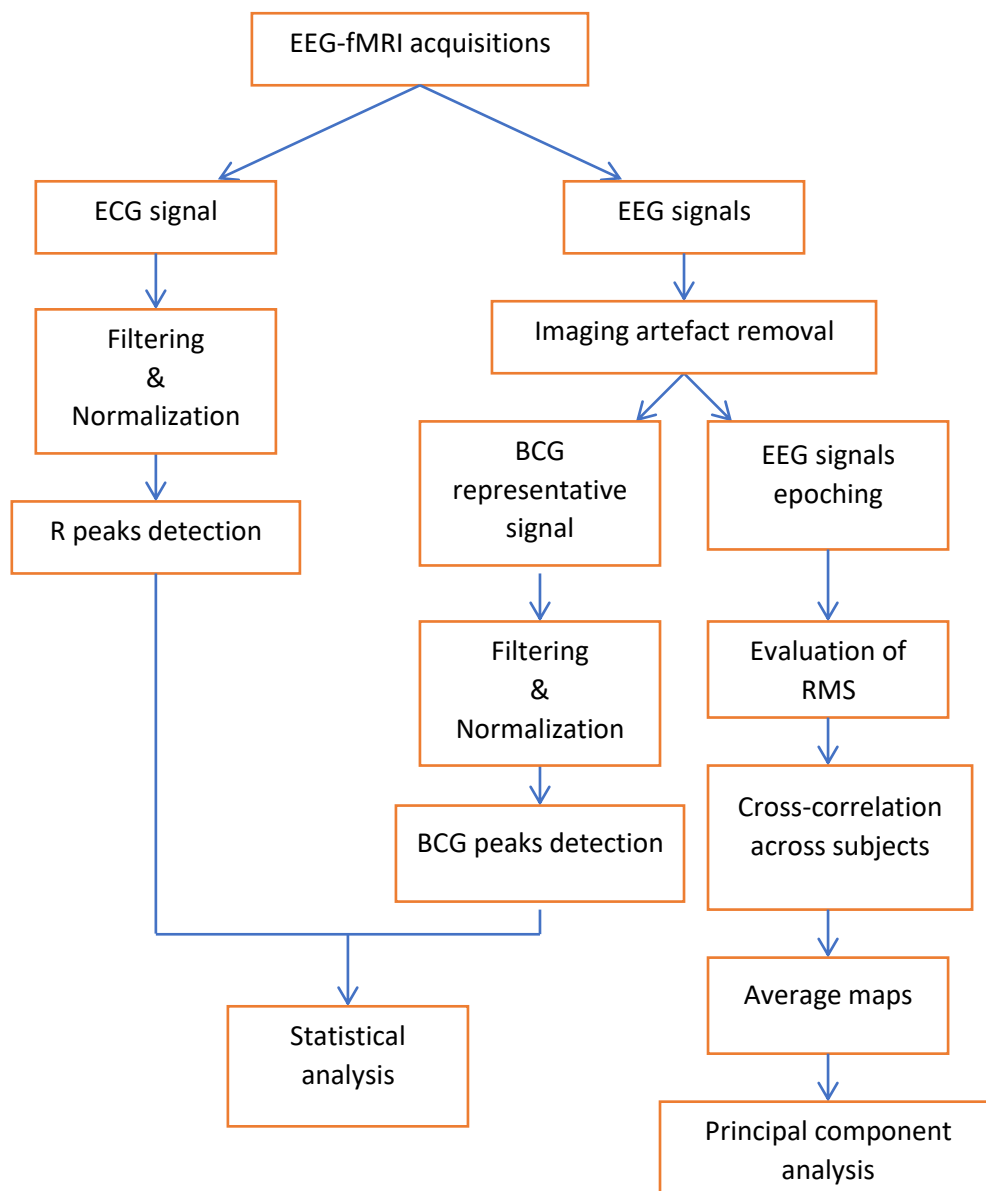 EEG-fMRI acquisitions
ECG signal
EEG signals
Filtering
&
Normalization
Imaging artefact removal
R peaks detection
BCG
representative
signal
EEG signals
epoching
Filtering
&
Normalization
Evaluation of
RMS
BCG peaks detection
Cross-correlation
across subjects
Statistical
analysis
Average maps
Principal component
analysis